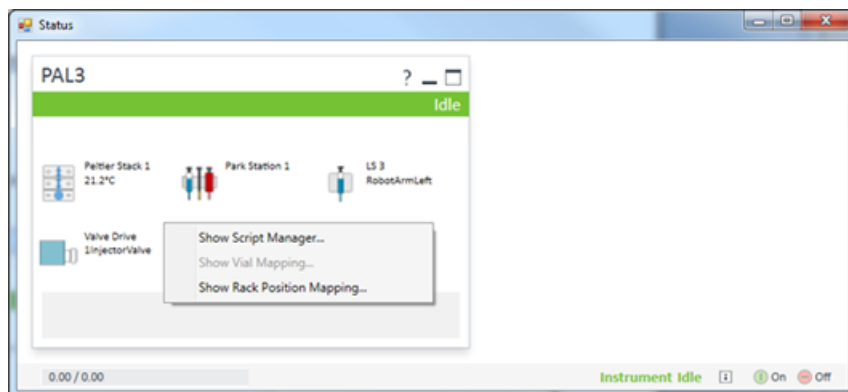 Status
PAL3
?
Idle
Peltier Stack 1
21.2°C
Park Station 1
LS 3
RobotArmLeft
Valve Drive
1InjectorValve
Show Script Manager...
Show Vial Mapping...
Show Rack Position Mapping...
0.00 / 0.00
Instrument Idle
On
Off